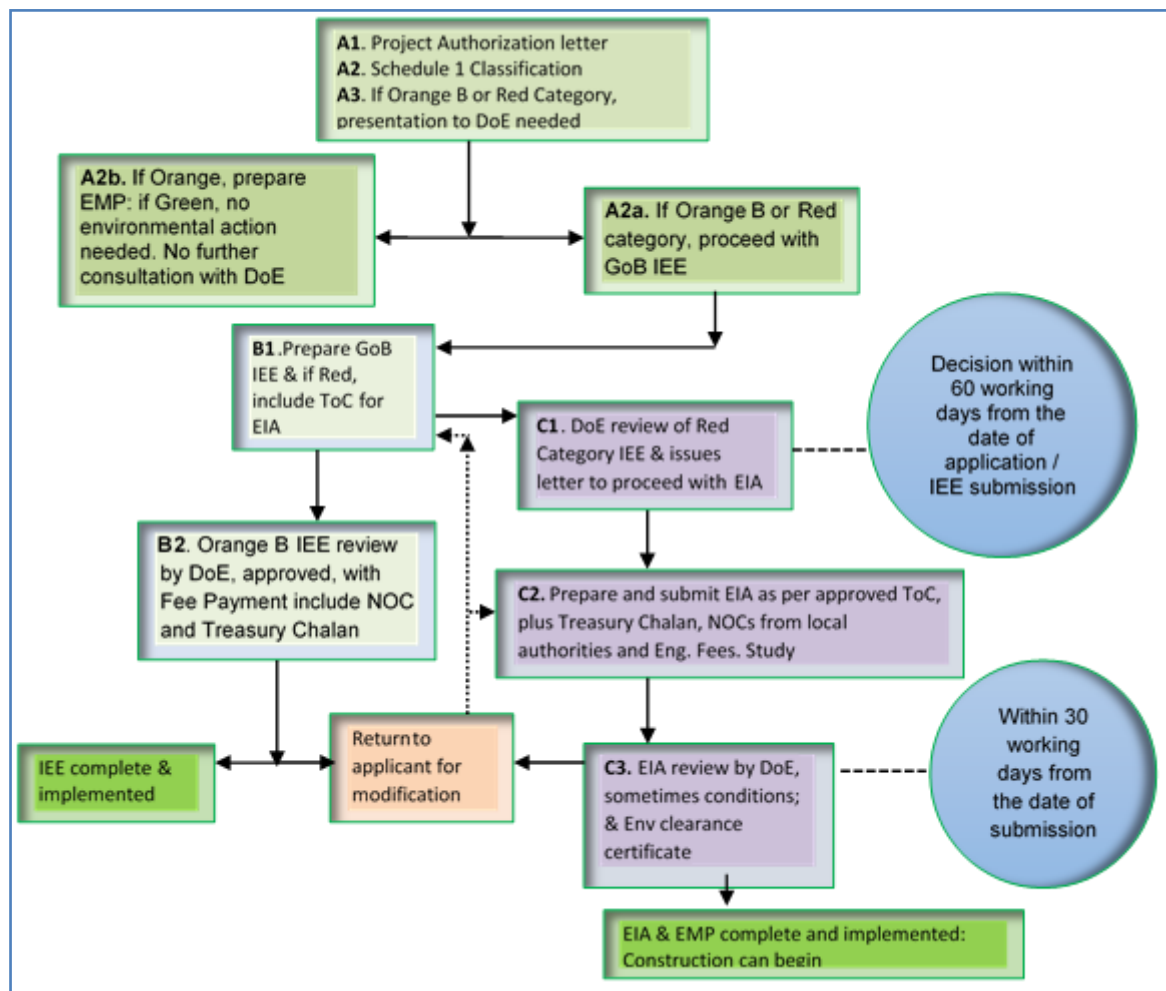 A1. Project Authorization letter
A2. Schedule 1 Classification
A3. If Orange B or Red Category,
presentation to DoE needed
A2b. If Orange, prepare
EMP: if Green, no
environmental action
needed. No further
consultation with DoE
A2a. If Orange B or Red
category, proceed with
GoB IEE
B1.Prepare GoB
IEE & if Red,
include ToC for
EIA
Decision within
60 working
days from the
date of
application /
IEE submission
C1. DoE review of Red
Category IEE & issues
letter to proceed with EIA
B2. Orange B IEE review
by DoE, approved, with
Fee Payment include NOC
and Treasury Chalan
C2. Prepare and submit EIA as per approved ToC,
plus Treasury Chalan, NOCs from local
authorities and Eng. Fees. Study
Within 30
working
days from
the date of
submission
IEE complete &
implemented
Return to
applicant for
modification
C3. EIA review by DoE,
sometimes conditions;
& Env clearance
certificate
EIA & EMP complete and implemented:
Construction can begin